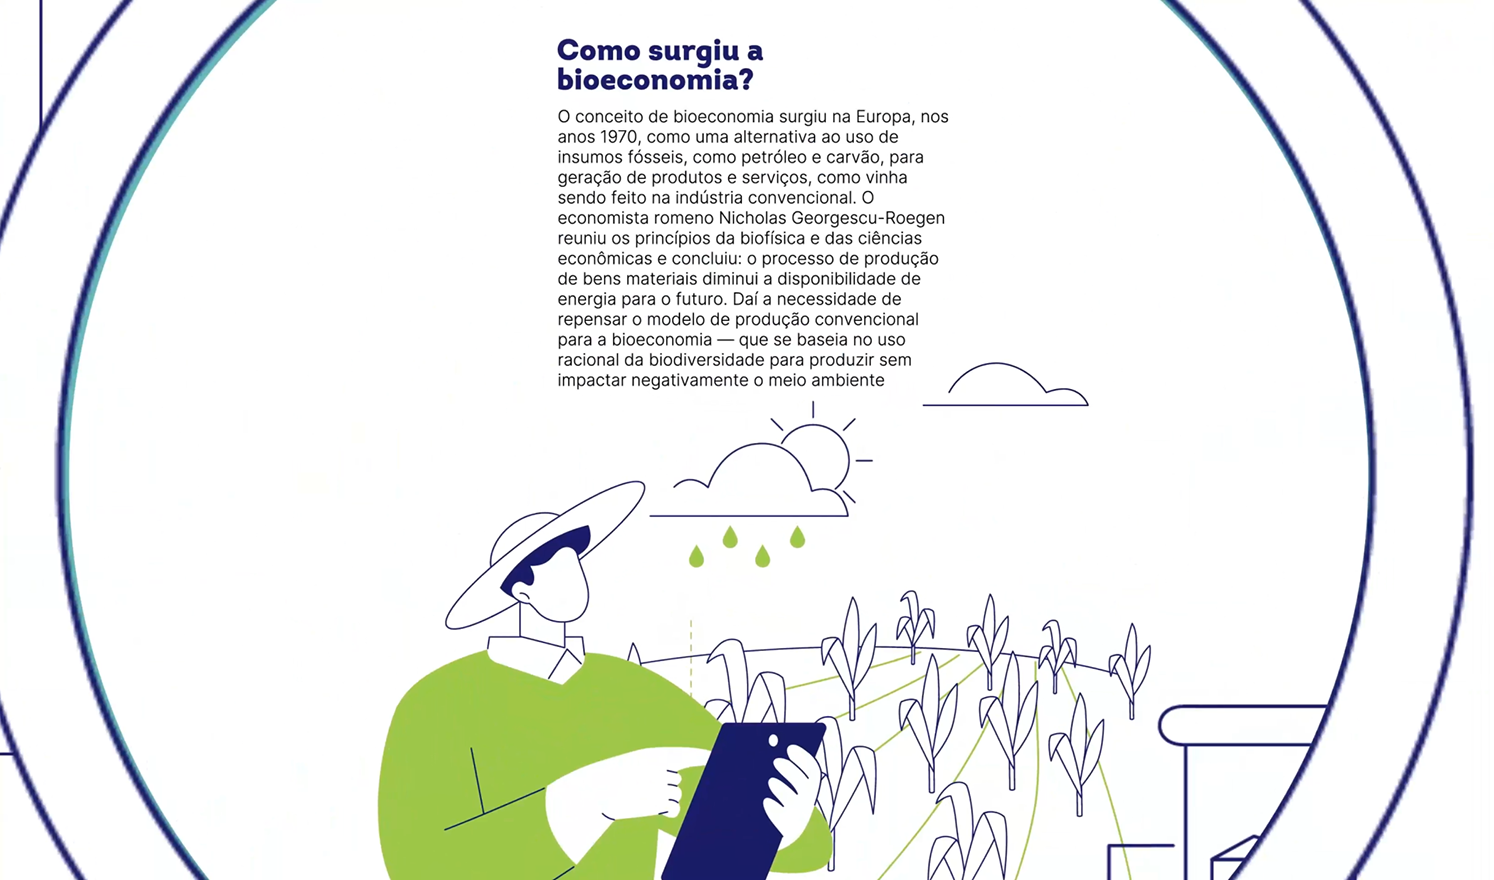 Como surgiu a
bioeconomia?
O conceito de bioeconomia surgiu na Europa, nos
anos 1970, como uma alternativa ao uso de
insumos fósseis, como petróleo e carvão, para
geração de produtos e serviços, como vinha
sendo feito na indústria convencional. O
economista romeno Nicholas Georgescu-Roegen
reuniu os princípios da biofísica e das ciências
econômicas e concluiu: o processo de produção
de bens materiais diminui a disponibilidade de
energia para o futuro. Daí a necessidade de
repensar o modelo de produção convencional
para a bioeconomia — que se baseia no uso
racional da biodiversidade para produzir sem
impactar negativamente o meio ambiente